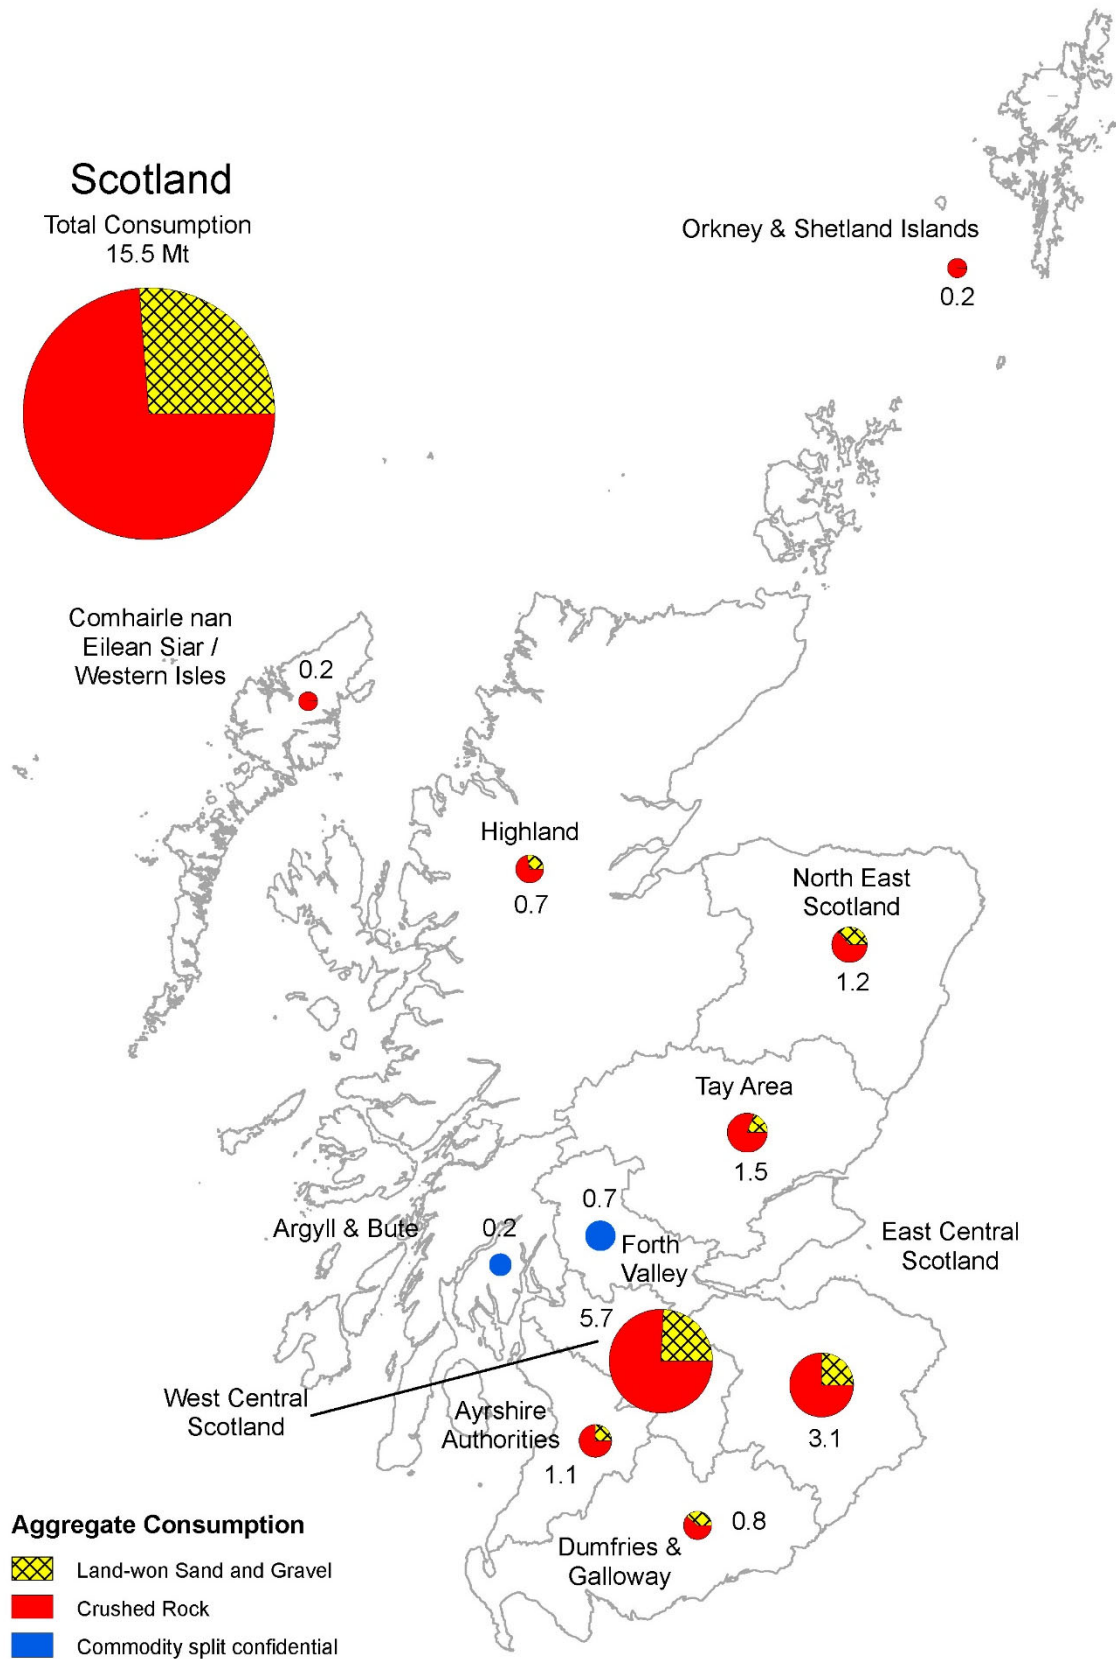 Scotland
Total Consumption
15.5 Mt
Orkney & Shetland Islands
0.2
Comhairle nan
Eilean Siar /
Western Isles
0.2
Highland
0.7
North East
Scotland
1.2
Tay Area
1.5
Argyll & Bute
0.2
0.7
Forth
Valley
East Central
Scotland
3.1
5.7
West Central
Scotland
Ayrshire
Authorities
1.1
Dumfries &
Galloway
0.8
Aggregate Consumption
Land-won Sand and Gravel
Crushed Rock
Commodity split confidential